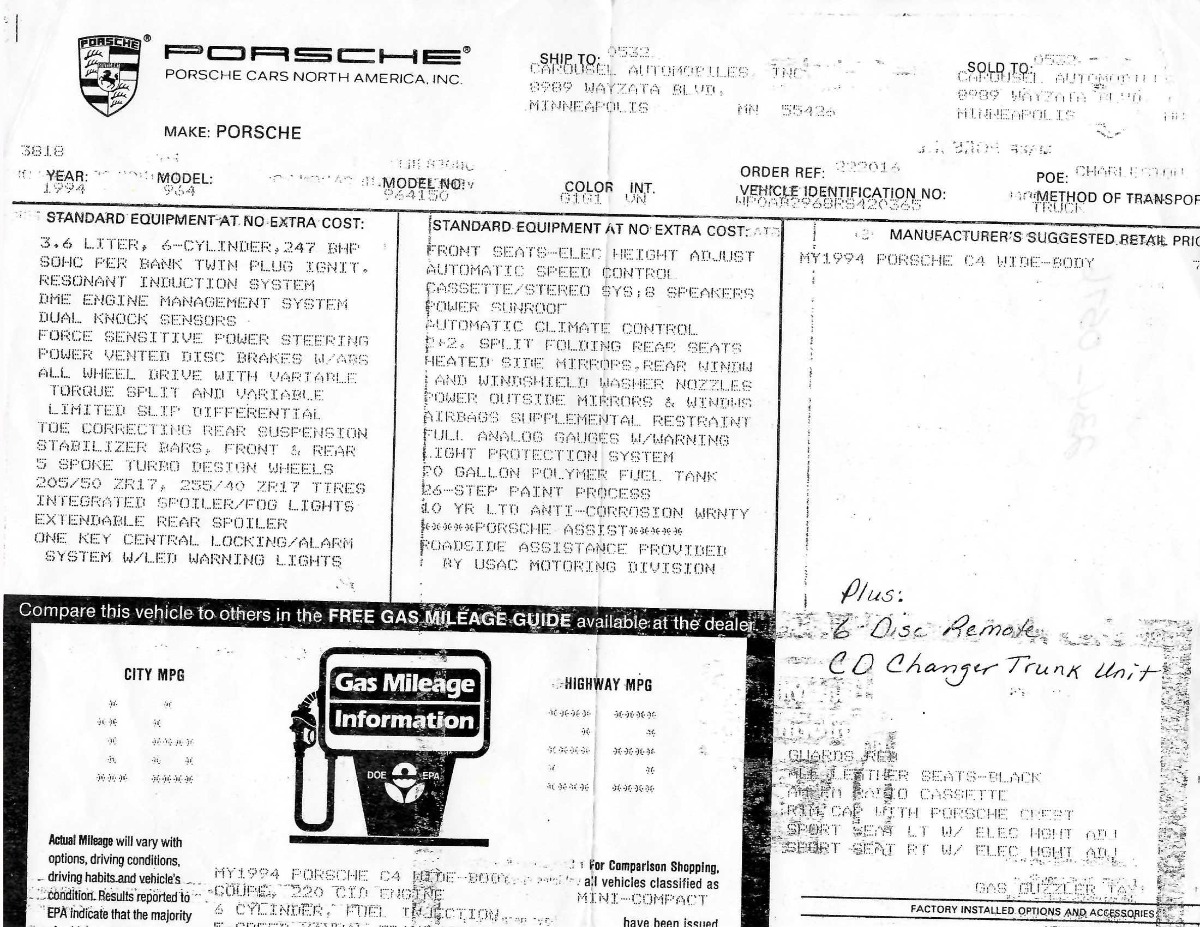 PORSCHE
PORSCHE®
PORSCHE CARS NORTH AMERICA, INC.
MAKE: PORSCHE
SHIP TO: 0532
CAROUSEL AUTOMOBILES, INC
8989 WAYZATA BLVD.
MINNEAPOLIS MN 55426
SOLD TO: 0532
CAROUSEL AUTOMOBILES
8989 WAYZATA BLVD.
MINNEAPOLIS MN
3818
YEAR: MODEL: MODEL NO:
1994 964 964150
COLOR INT.
G1G1 VN
ORDER REF: 222016
VEHICLE IDENTIFICATION NO:
WP0AB2968RS420365
POE: CHARLESTON
METHOD OF TRANSPOR
TRUCK
STANDARD EQUIPMENT AT NO EXTRA COST:
3.6 LITER, 6-CYLINDER,247 BHP
SOHC PER BANK TWIN PLUG IGNIT.
RESONANT INDUCTION SYSTEM
DME ENGINE MANAGEMENT SYSTEM
DUAL KNOCK SENSORS
FORCE SENSITIVE POWER STEERING
POWER VENTED DISC BRAKES W/ABS
ALL WHEEL DRIVE WITH VARIABLE
TORQUE SPLIT AND VARIABLE
LIMITED SLIP DIFFERENTIAL
TOE CORRECTING REAR SUSPENSION
STABILIZER BARS, FRONT & REAR
5 SPOKE TURBO DESIGN WHEELS
205/50 ZR17, 255/40 ZR17 TIRES
INTEGRATED SPOILER/FOG LIGHTS
EXTENDABLE REAR SPOILER
ONE KEY CENTRAL LOCKING/ALARM
SYSTEM W/LED WARNING LIGHTS
STANDARD EQUIPMENT AT NO EXTRA COST:
FRONT SEATS-ELEC HEIGHT ADJUST
AUTOMATIC SPEED CONTROL
CASSETTE/STEREO SYS;8 SPEAKERS
POWER SUNROOF
AUTOMATIC CLIMATE CONTROL
2+2. SPLIT FOLDING REAR SEATS
HEATED SIDE MIRRORS,REAR WINDW
AND WINDSHIELD WASHER NOZZLES
POWER OUTSIDE MIRRORS & WINDWS
AIRBAGS SUPPLEMENTAL RESTRAINT
FULL ANALOG GAUGES W/WARNING
LIGHT PROTECTION SYSTEM
20 GALLON POLYMER FUEL TANK
26-STEP PAINT PROCESS
10 YR LTD ANTI-CORROSION WRNTY
*****PORSCHE ASSIST*****
ROADSIDE ASSISTANCE PROVIDED
BY USAC MOTORING DIVISION
MANUFACTURER'S SUGGESTED RETAIL PRIC
MY1994 PORSCHE C4 WIDE-BODY 7
Plus:
6 Disc Remote
CD Changer Trunk Unit
GUARDS RED
LEATHER SEATS-BLACK
RADIO CASSETTE
RIM CAP WITH PORSCHE CREST
SPORT SEAT LT W/ ELEC HGHT ADJ
SPORT SEAT RT W/ ELEC HGHT ADJ
GAS GUZZLER TAX
FACTORY INSTALLED OPTIONS AND ACCESSORIES
Compare this vehicle to others in the FREE GAS MILEAGE GUIDE available at the dealer.
CITY MPG
Gas Mileage
Information
DOE EPA
HIGHWAY MPG
Actual Mileage will vary with
options, driving conditions,
driving habits and vehicle's
condition. Results reported to
EPA indicate that the majority
MY1994 PORSCHE C4 WIDE-BODY
COUPE, 220 CID ENGINE
6 CYLINDER, FUEL INJECTION,
For Comparison Shopping,
all vehicles classified as
MINI-COMPACT
have been issued